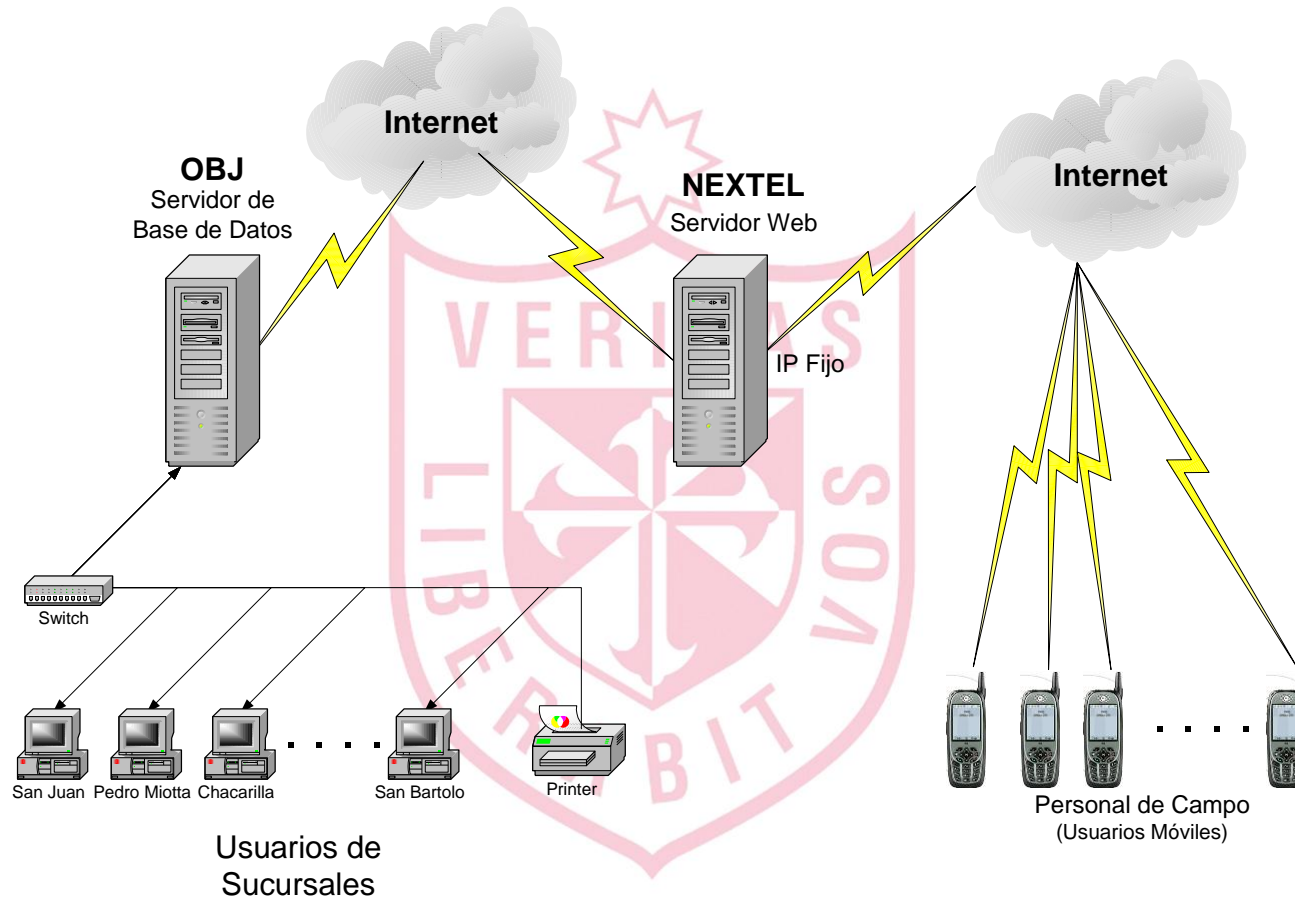 Internet
OBJ
Servidor de
Base de Datos
NEXTEL
Servidor Web
Internet
IP Fijo
Switch
San Juan
Pedro Miotta
Chacarilla
San Bartolo
Printer
Usuarios de
Sucursales
Personal de Campo
(Usuarios Móviles)
VERITAS
LIBERABIT
VOS